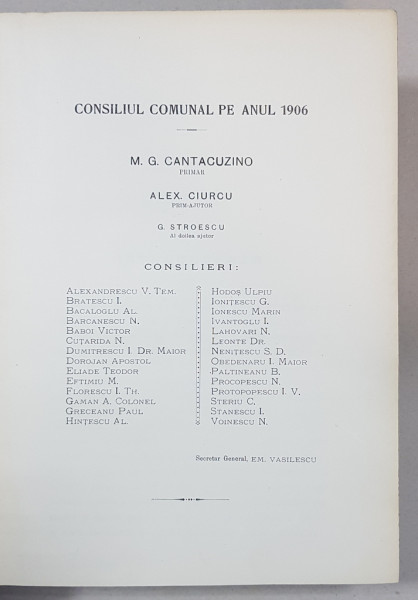 CONSILIUL COMUNAL PE ANUL 1906
M. G. CANTACUZINO
PRIMAR
ALEX. CIURCU
PRIM-AJUTOR
G. STROESCU
Al doilea ajutor
CONSILIERI:
ALEXANDRESCU V. TEM.
BRATESCU I.
BACALOGLU AL.
BARCANESCU N.
BABOI VICTOR
CUȚARIDA N.
DUMITRESCU I. DR. MAIOR
DOROJAN APOSTOL
ELIADE TEODOR
EFTIMIU M.
FLORESCU I. TH.
GAMAN A. COLONEL
GRECEANU PAUL
HINȚESCU AL.
HODOȘ ULPIU
IONIȚESCU G.
IONESCU MARIN
IVANTOGLU I.
LAHOVARI N.
LEONTE DR.
NENIȚESCU S. D.
OBEDENARU I. MAIOR
PALTINEANU B.
PROCOPESCU N.
PROTOPOPESCU I. V.
STERIU C.
STANESCU I.
VOINESCU N.
Secretar General, EM. VASILESCU